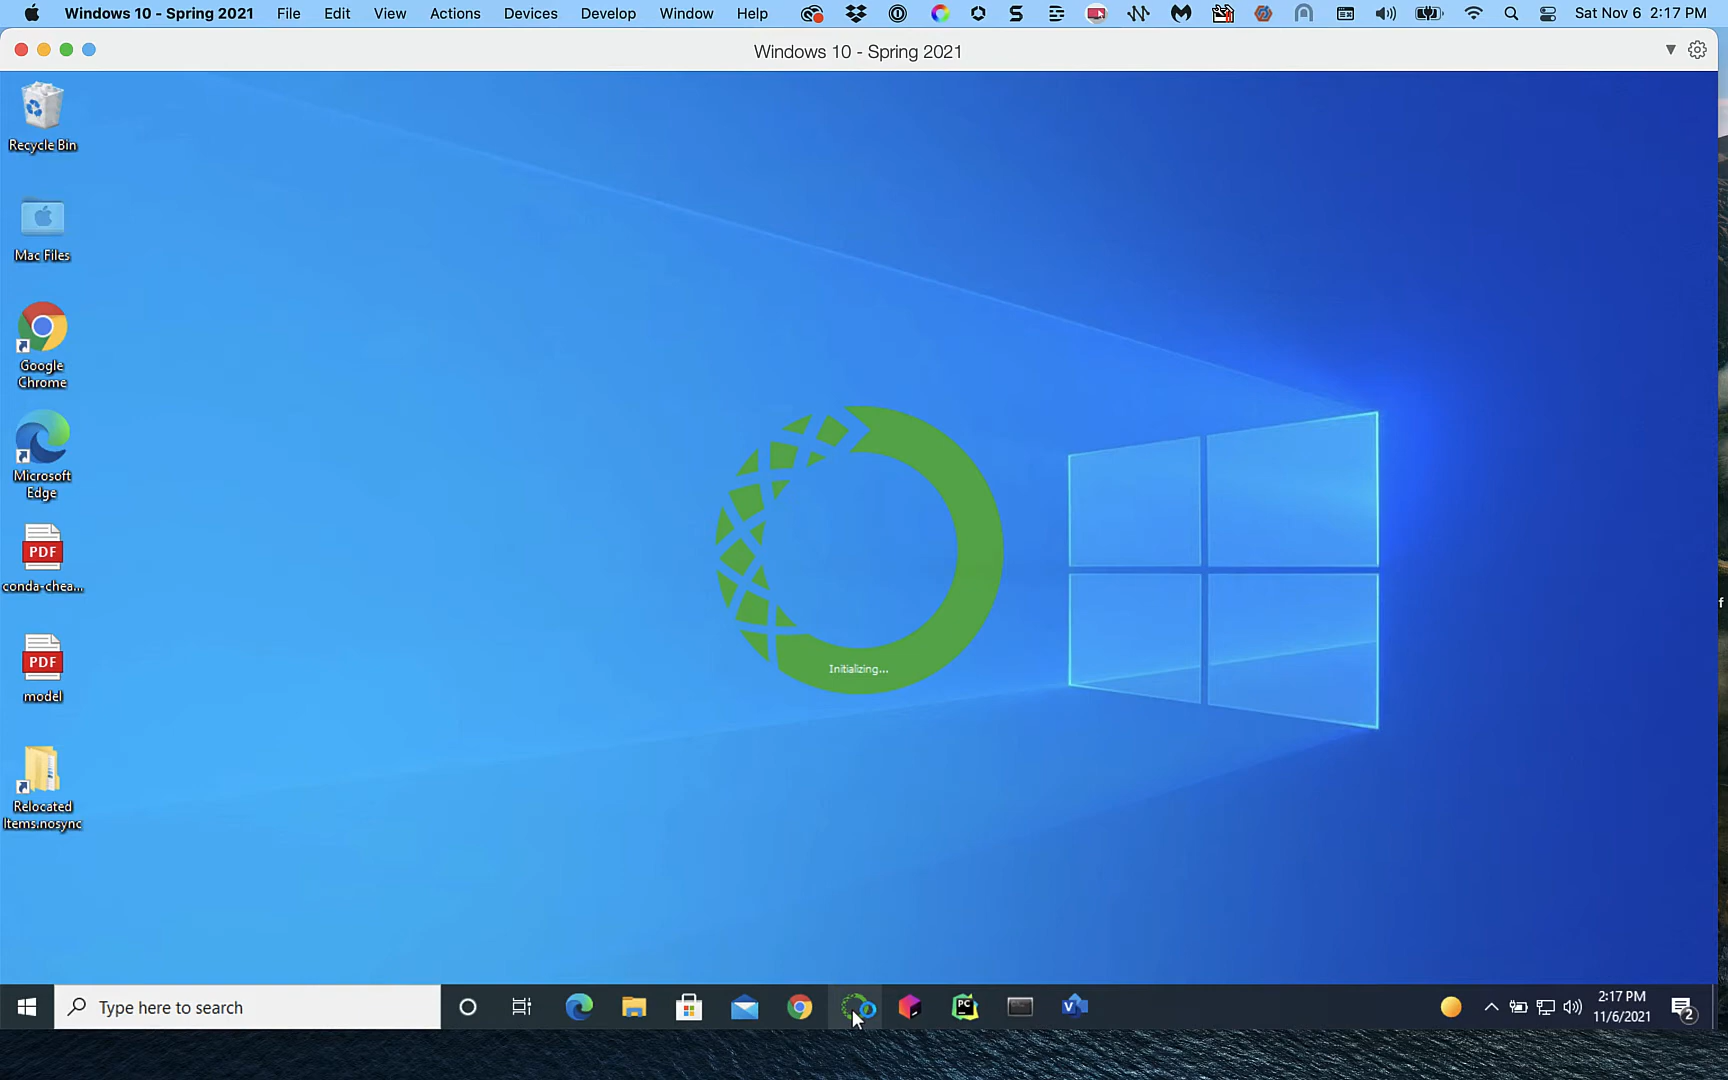 Windows 10 - Spring 2021 File Edit View Actions Devices Develop Window Help Sat Nov 6 2:17 PM
Windows 10 - Spring 2021
Recycle Bin
Mac Files
Google
Chrome
Microsoft
Edge
PDF
conda-chea...
PDF
model
Relocated
Items.nosync
Initializing...
f
Type here to search
PC
2:17 PM
11/6/2021
2